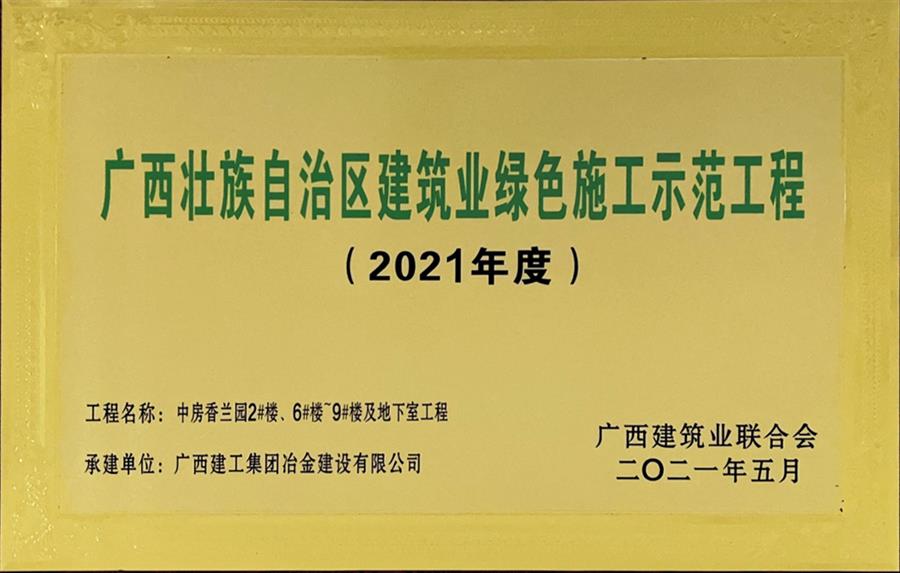 广西壮族自治区建筑业绿色施工示范工程
（2021年度）
工程名称：中房香兰园2#楼、6#楼~9#楼及地下室工程
承建单位：广西建工集团冶金建设有限公司
广西建筑业联合会
二〇二一年五月